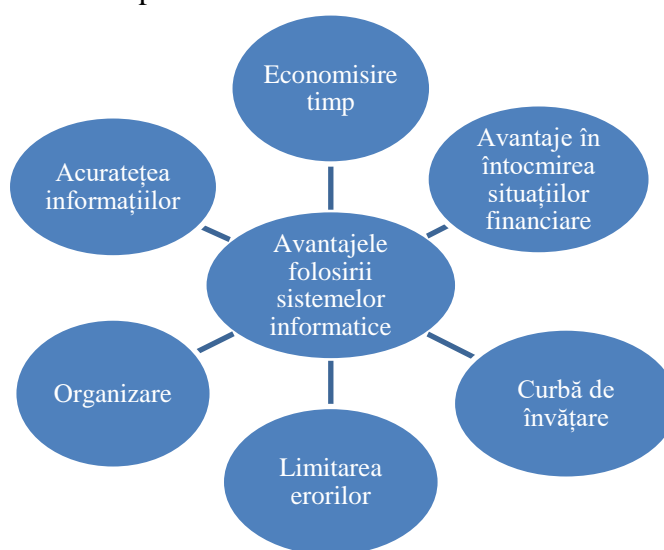 Economisire
timp
Avantaje în
întocmirea
situațiilor
financiare
Acuratețea
informațiilor
Avantajele
folosirii
sistemelor
informatice
Organizare
Curbă de
învățare
Limitarea
erorilor